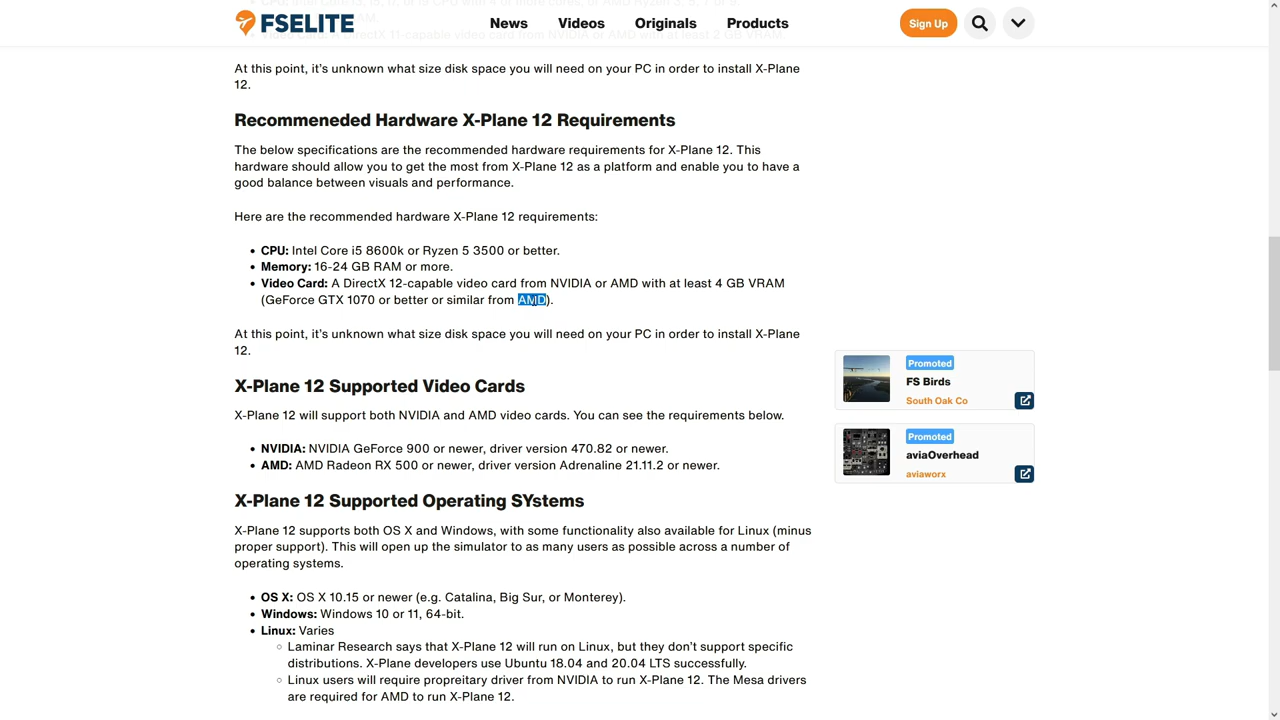 FSELITE
News
Videos
Originals
Products
Sign Up
At this point, it's unknown what size disk space you will need on your PC in order to install X-Plane
12.
Recommeneded Hardware X-Plane 12 Requirements
The below specifications are the recommended hardware requirements for X-Plane 12. This
hardware should allow you to get the most from X-Plane 12 as a platform and enable you to have a
good balance between visuals and performance.
Here are the recommended hardware X-Plane 12 requirements:
• CPU: Intel Core i5 8600k or Ryzen 5 3500 or better.
• Memory: 16-24 GB RAM or more.
• Video Card: A DirectX 12-capable video card from NVIDIA or AMD with at least 4 GB VRAM
(GeForce GTX 1070 or better or similar from AMD).
At this point, it's unknown what size disk space you will need on your PC in order to install X-Plane
12.
Promoted
FS Birds
South Oak Co
X-Plane 12 Supported Video Cards
X-Plane 12 will support both NVIDIA and AMD video cards. You can see the requirements below.
Promoted
aviaOverhead
aviaworx
• NVIDIA: NVIDIA GeForce 900 or newer, driver version 470.82 or newer.
• AMD: AMD Radeon RX 500 or newer, driver version Adrenaline 21.11.2 or newer.
X-Plane 12 Supported Operating SYstems
X-Plane 12 supports both OS X and Windows, with some functionality also available for Linux (minus
proper support). This will open up the simulator to as many users as possible across a number of
operating systems.
• OS X: OS X 10.15 or newer (e.g. Catalina, Big Sur, or Monterey).
• Windows: Windows 10 or 11, 64-bit.
• Linux: Varies
◦ Laminar Research says that X-Plane 12 will run on Linux, but they don't support specific
distributions. X-Plane developers use Ubuntu 18.04 and 20.04 LTS successfully.
◦ Linux users will require propreitary driver from NVIDIA to run X-Plane 12. The Mesa drivers
are required for AMD to run X-Plane 12.